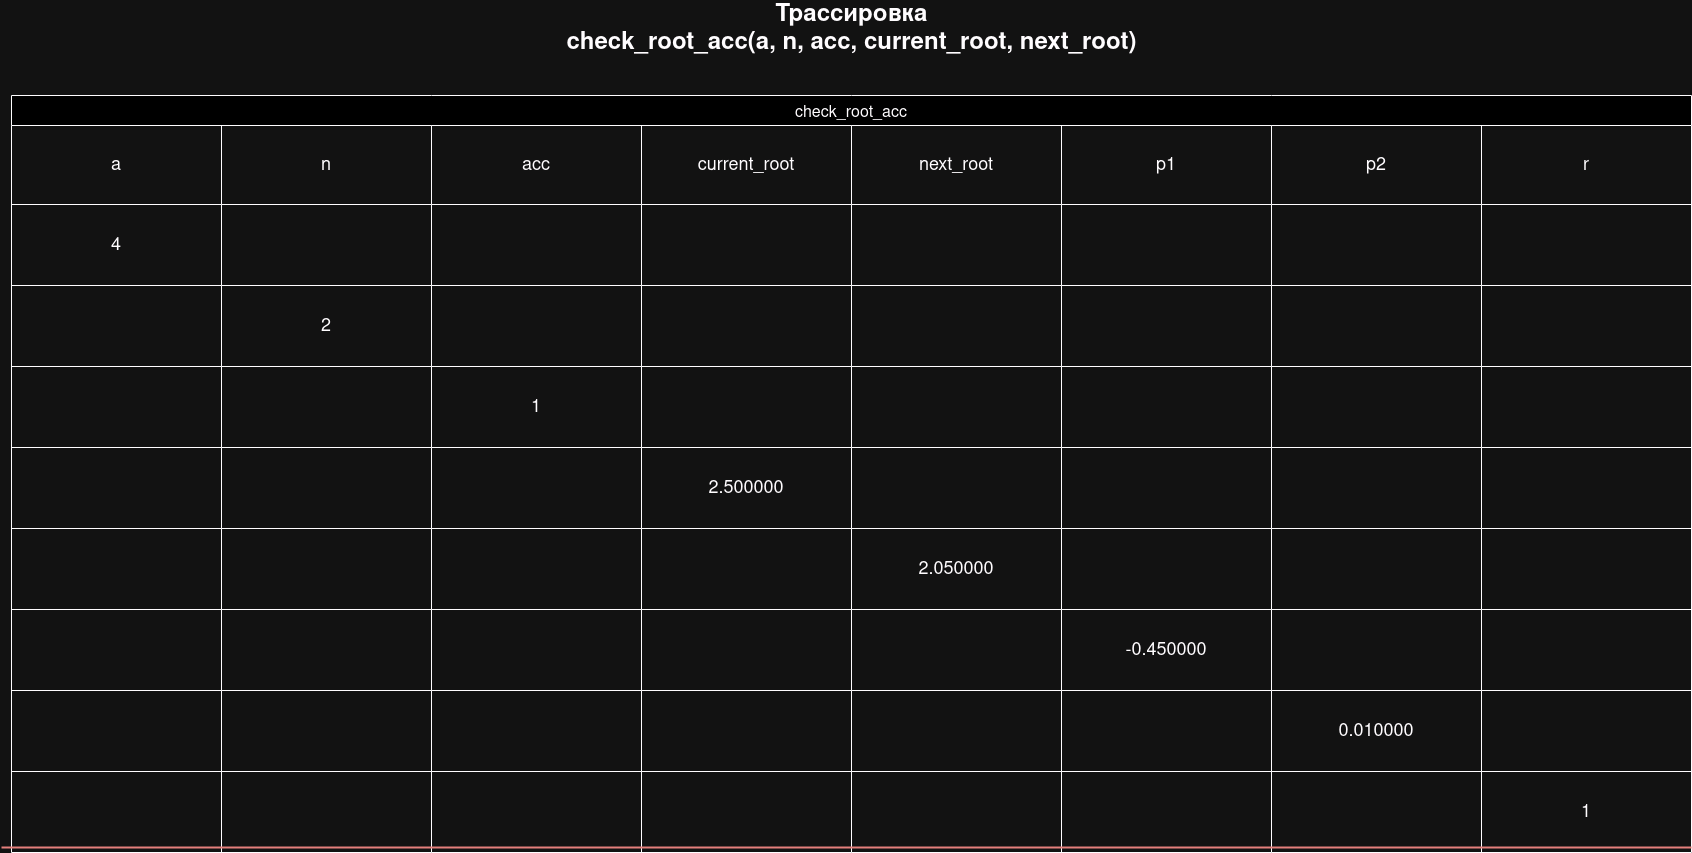 Трассировка
check_root_acc(a, n, acc, current_root, next_root)
check_root_acc
a n acc current_root next_root p1 p2 r
4
2
1
2.500000
2.050000
-0.450000
0.010000
1